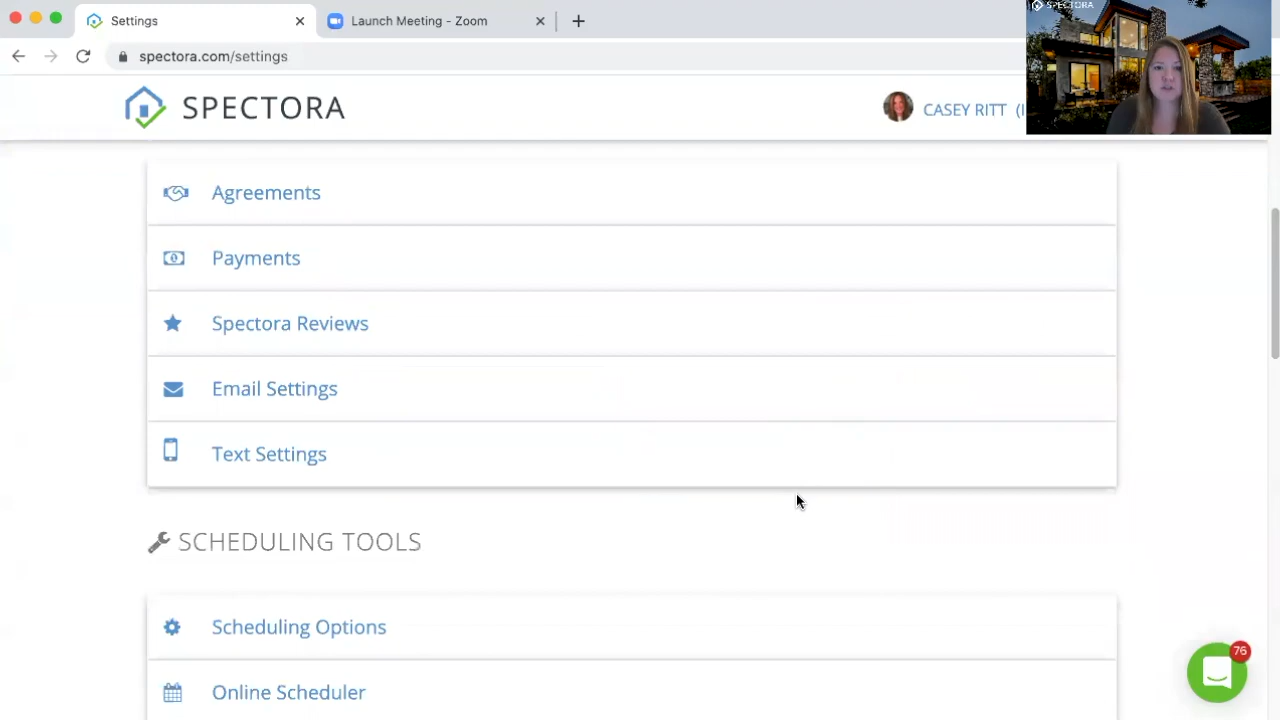 Settings
Launch Meeting - Zoom
spectora.com/settings
SPECTORA
SPECTORA
CASEY RITT (I
Agreements
Payments
Spectora Reviews
Email Settings
Text Settings
SCHEDULING TOOLS
Scheduling Options
Online Scheduler
76